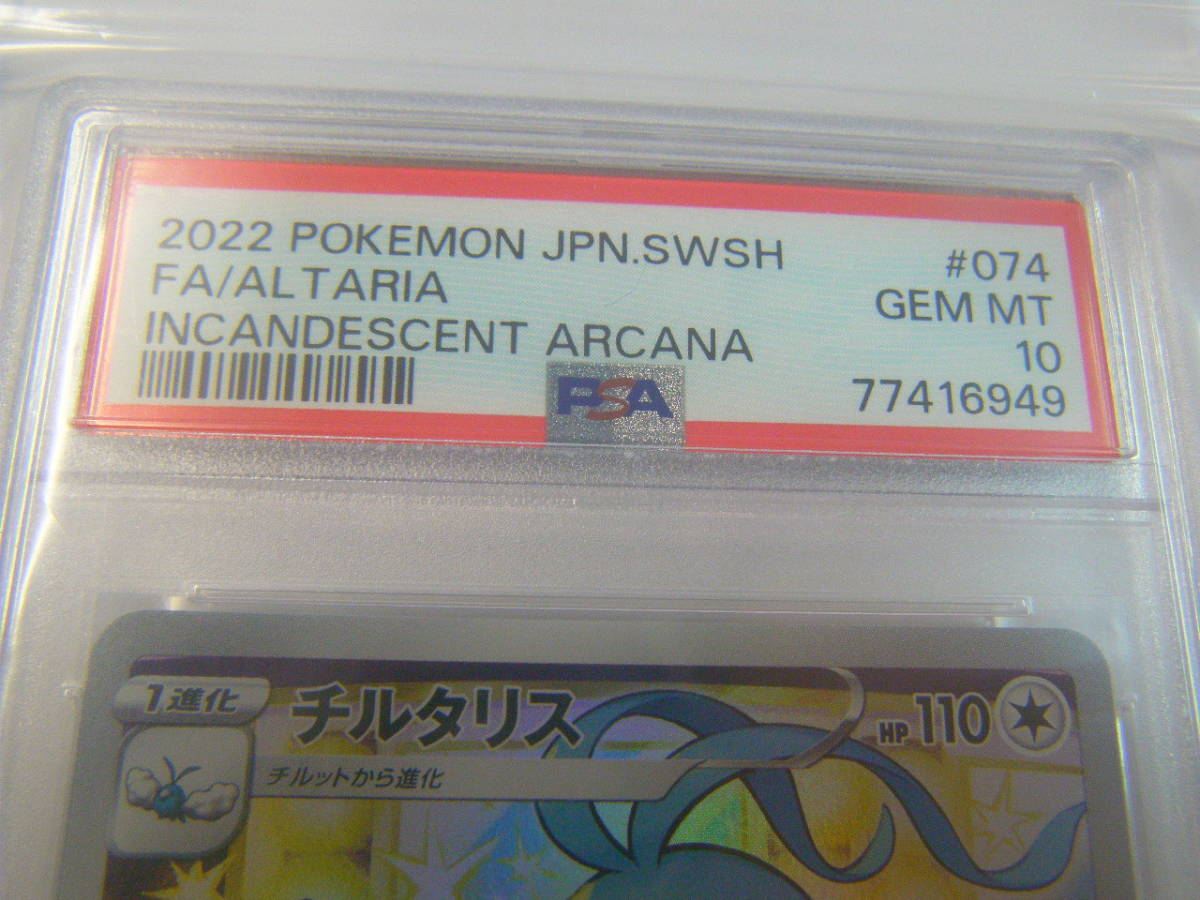 2022 POKEMON JPN.SWSH #074
FA/ALTARIA GEM MT
INCANDESCENT ARCANA 10
PSA 77416949
1進化 チルタリス HP 110
チルットから進化